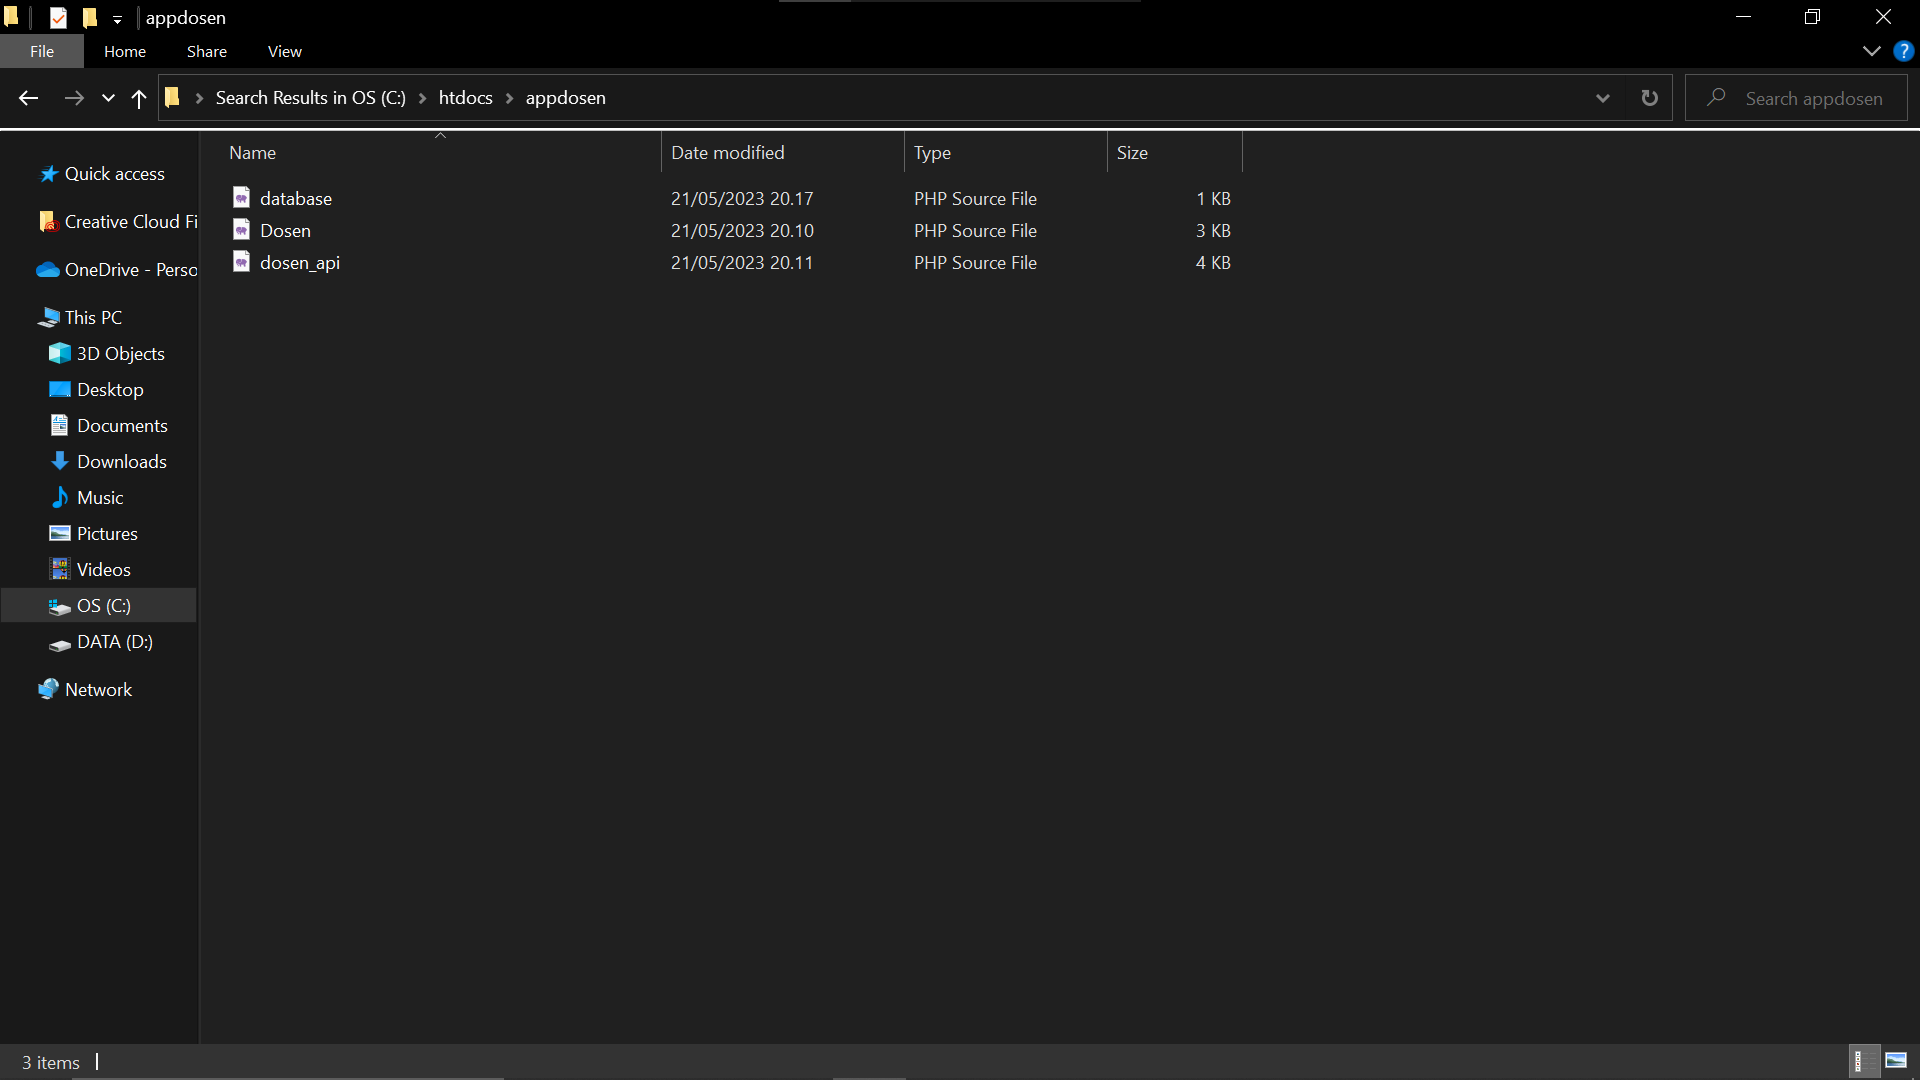 appdosen
File Home Share View
Search Results in OS (C:) htdocs appdosen
Search appdosen
Name Date modified Type Size
database 21/05/2023 20.17 PHP Source File 1 KB
Dosen 21/05/2023 20.10 PHP Source File 3 KB
dosen_api 21/05/2023 20.11 PHP Source File 4 KB
Quick access
Creative Cloud Fi
OneDrive - Perso
This PC
3D Objects
Desktop
Documents
Downloads
Music
Pictures
Videos
OS (C:)
DATA (D:)
Network
3 items